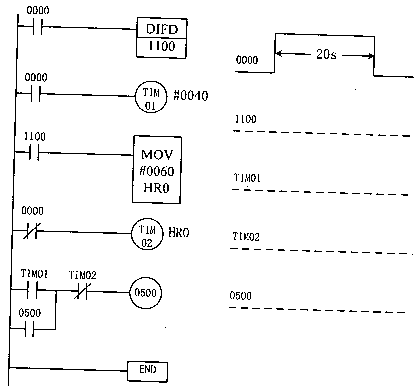 0000
DIFD
1100
0000
TIM
01
#0040
1100
MOV
#0060
HR0
0000
TIM
02
HR0
TIM01
TIM02
0500
0500
END
20s
0000
1100
TIM01
TIM02
0500